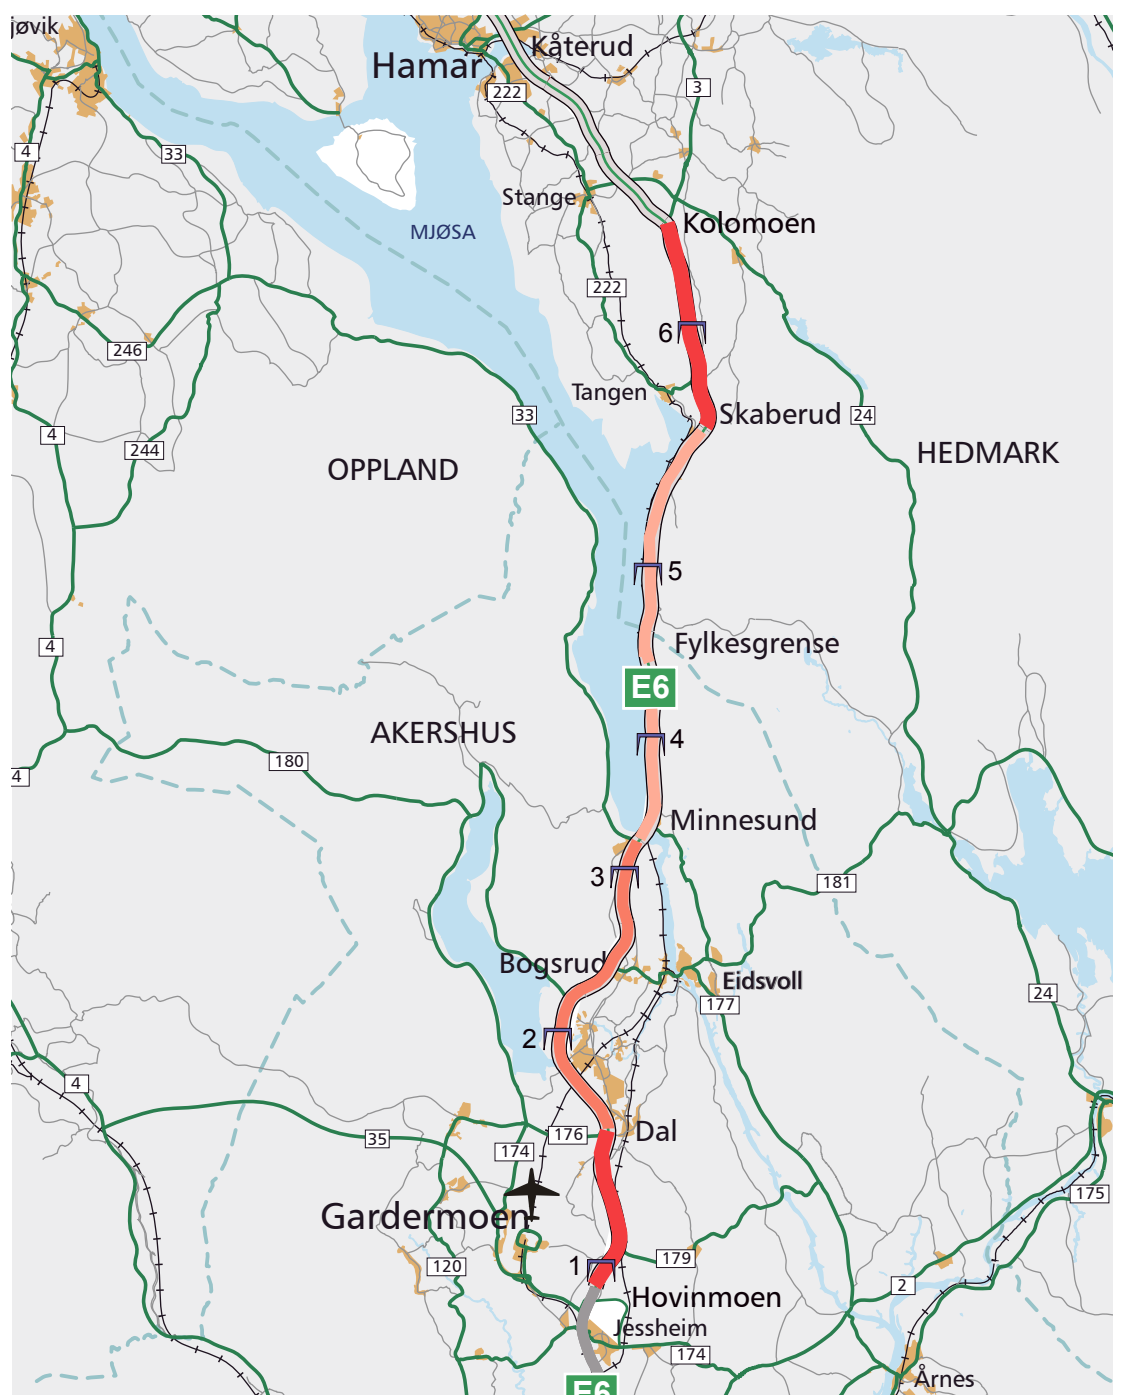 jøvik
Kåterud
Hamar
222
3
4
33
Stange
MJØSA
Kolomoen
222
6
246
Tangen
33
Skaberud
24
4
244
OPPLAND
HEDMARK
5
4
Fylkesgrense
E6
AKERSHUS
4
180
4
Minnesund
3
181
Bogsrud
Eidsvoll
24
177
2
4
35
176
Dal
174
175
Gardermoen
120
1
179
2
Hovinmoen
Jessheim
174
Årnes
E6